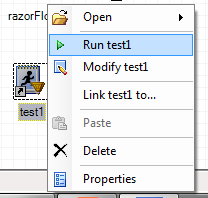 razorFlo
Open
Run test1
Modify test1
Link test1 to...
Paste
Delete
Properties
test1